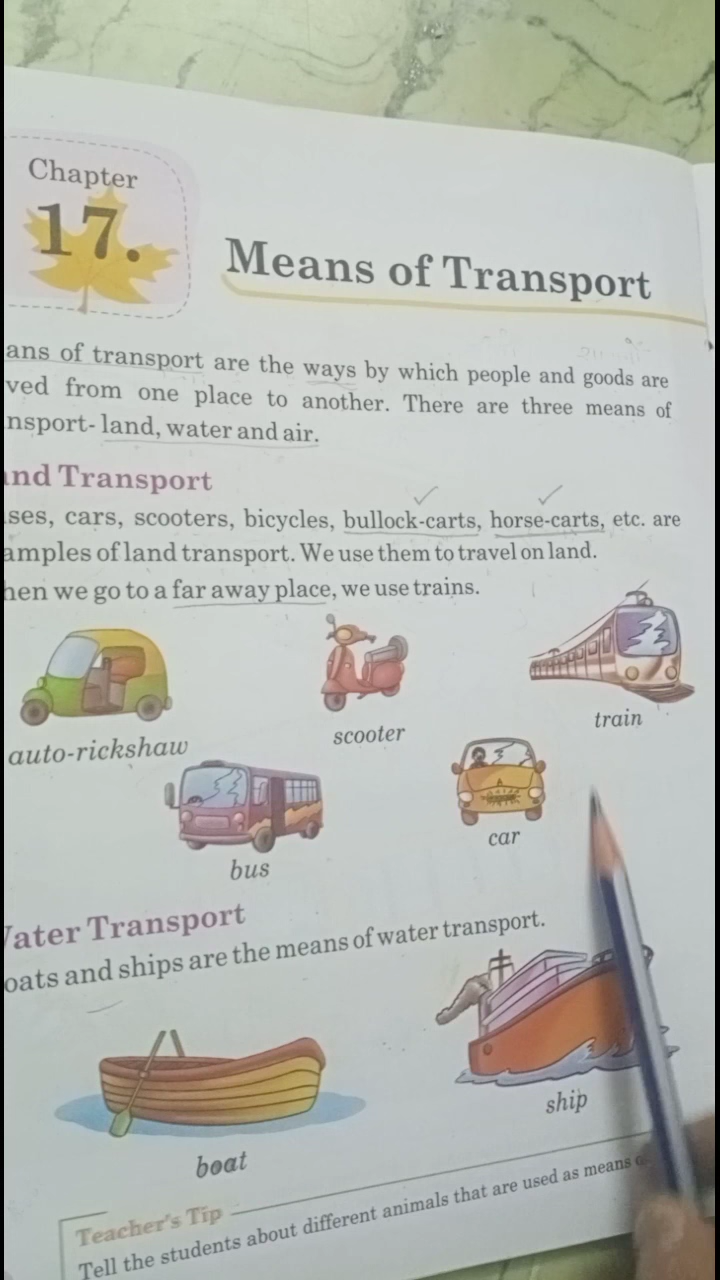 Chapter
17.
Means of Transport
ans of transport are the ways by which people and goods are
ved from one place to another. There are three means of
nsport- land, water and air.
nd Transport
ses, cars, scooters, bicycles, bullock-carts, horse-carts, etc. are
amples of land transport. We use them to travel on land.
hen we go to a far away place, we use trains.
auto-rickshaw
scooter
train
bus
car
Water Transport
oats and ships are the means of water transport.
boat
ship
Teacher's Tip
Tell the students about different animals that are used as means